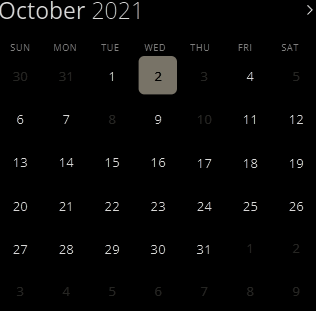 October 2021
SUN MON TUE WED THU FRI SAT
30 31 1 2 3 4 5
6 7 8 9 10 11 12
13 14 15 16 17 18 19
20 21 22 23 24 25 26
27 28 29 30 31 1 2
3 4 5 6 7 8 9